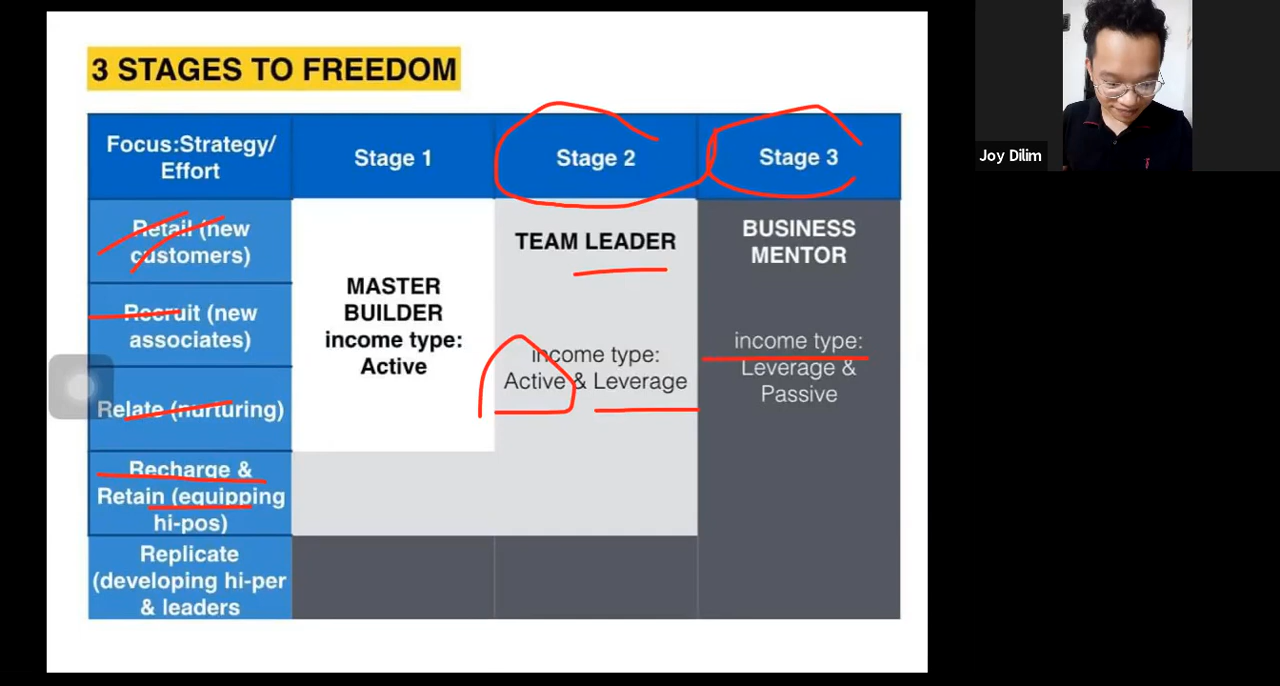 3 STAGES TO FREEDOM
Focus:Strategy/
Effort
Stage 1
Stage 2
Stage 3
Retail (new
customers)
Recruit (new
associates)
Relate (nurturing)
Recharge &
Retain (equipping
hi-pos)
Replicate
(developing hi-per
& leaders
MASTER
BUILDER
income type:
Active
TEAM LEADER
income type:
Active & Leverage
BUSINESS
MENTOR
income type:
Leverage &
Passive
Joy Dilim